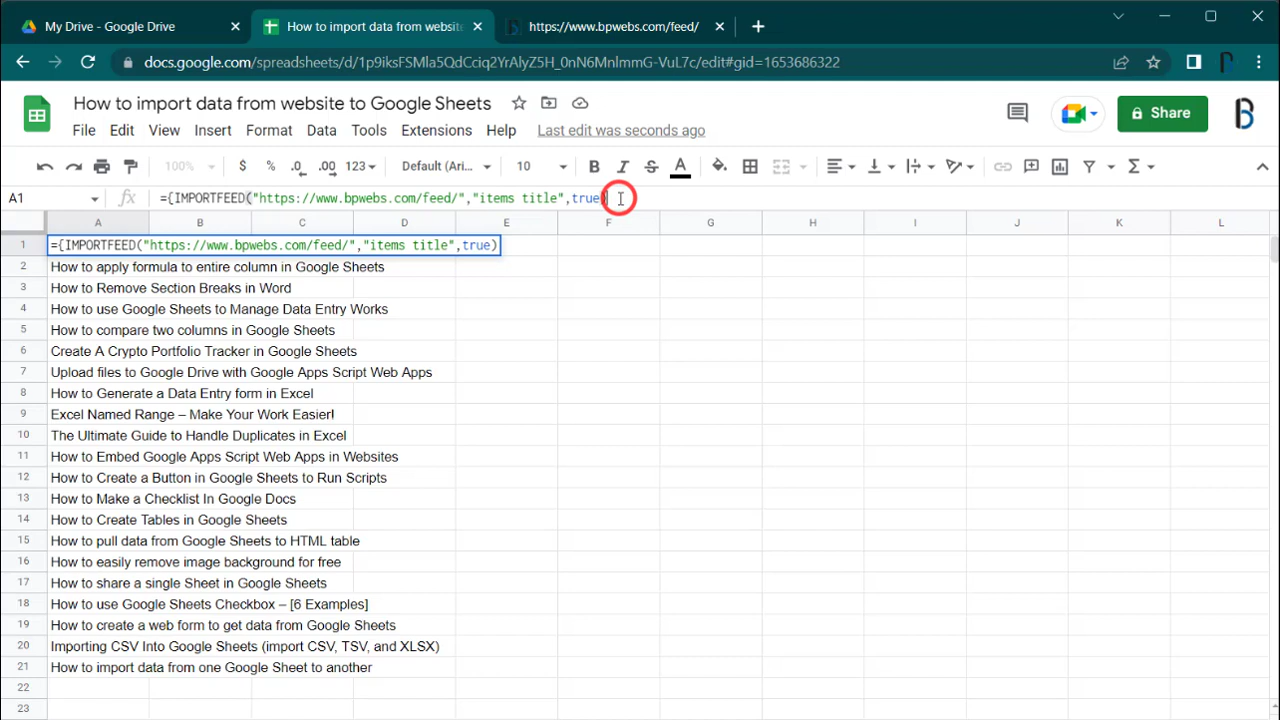 My Drive - Google Drive
How to import data from website
https://www.bpwebs.com/feed/
docs.google.com/spreadsheets/d/1p9iksFSMla5QdCciq2YrAlyZ5H_0nN6MnlmmG-VuL7c/edit#gid=1653686322
How to import data from website to Google Sheets
Share
File Edit View Insert Format Data Tools Extensions Help Last edit was seconds ago
100% $ % .0 .00 123 Default (Ari... 10 B I S A Σ
A1 fx ={IMPORTFEED("https://www.bpwebs.com/feed/","items title",true)
A B C D E F G H I J K L
1 ={IMPORTFEED("https://www.bpwebs.com/feed/","items title",true)
2 How to apply formula to entire column in Google Sheets
3 How to Remove Section Breaks in Word
4 How to use Google Sheets to Manage Data Entry Works
5 How to compare two columns in Google Sheets
6 Create A Crypto Portfolio Tracker in Google Sheets
7 Upload files to Google Drive with Google Apps Script Web Apps
8 How to Generate a Data Entry form in Excel
9 Excel Named Range – Make Your Work Easier!
10 The Ultimate Guide to Handle Duplicates in Excel
11 How to Embed Google Apps Script Web Apps in Websites
12 How to Create a Button in Google Sheets to Run Scripts
13 How to Make a Checklist In Google Docs
14 How to Create Tables in Google Sheets
15 How to pull data from Google Sheets to HTML table
16 How to easily remove image background for free
17 How to share a single Sheet in Google Sheets
18 How to use Google Sheets Checkbox – [6 Examples]
19 How to create a web form to get data from Google Sheets
20 Importing CSV Into Google Sheets (import CSV, TSV, and XLSX)
21 How to import data from one Google Sheet to another
22
23